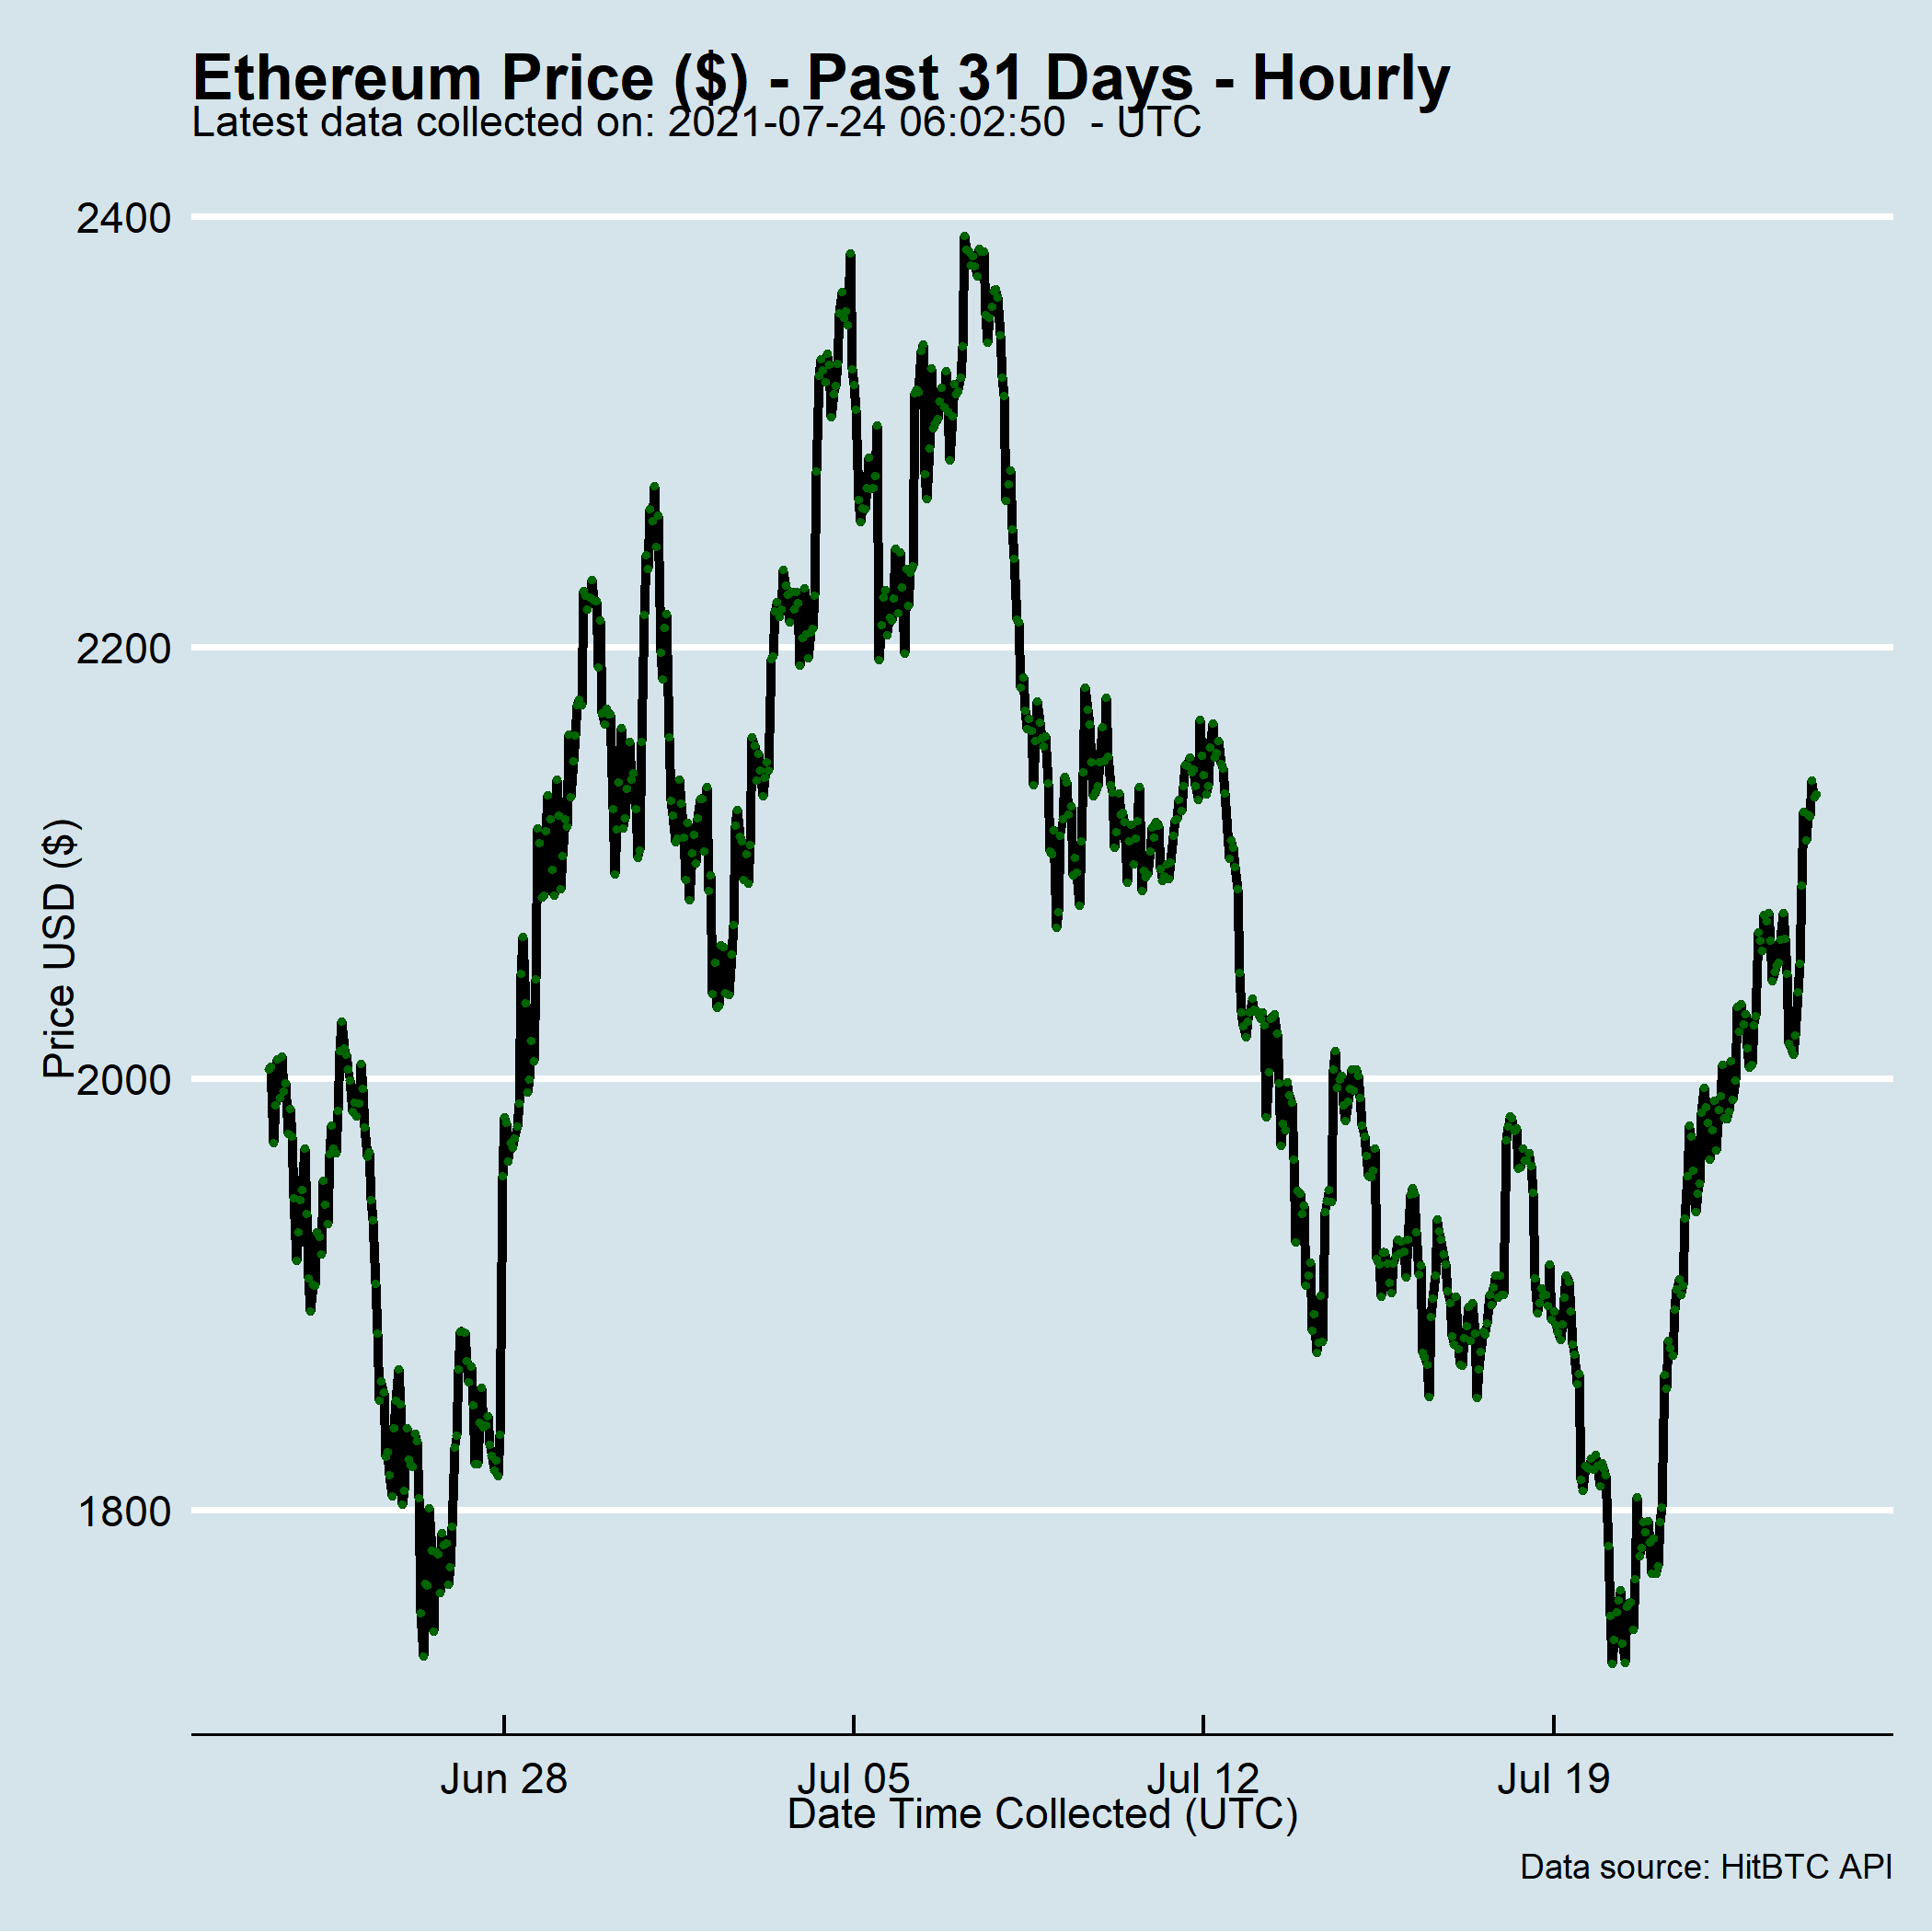 Ethereum Price ($) - Past 31 Days - Hourly
Latest data collected on: 2021-07-24 06:02:50  - UTC
2400
2200
2000
1800
Price USD ($)
Jun 28
Jul 05
Jul 12
Jul 19
Date Time Collected (UTC)
Data source: HitBTC API